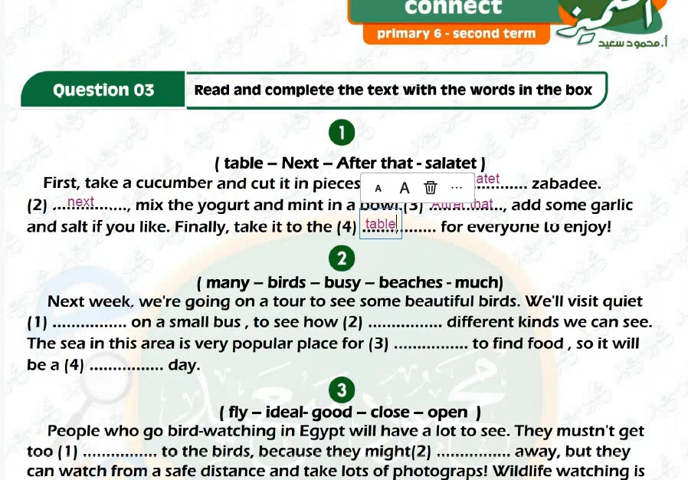 connect
primary 6 - second term
أ. محمود سعيد
Question 03
Read and complete the text with the words in the box
1
( table – Next – After that - salatet )
First, take a cucumber and cut it in pieces atet ............ zabadee.
(2) ...next......., mix the yogurt and mint in a bowl.(3) After that.., add some garlic
A A ...
and salt if you like. Finally, take it to the (4) .table......... for everyone to enjoy!
2
( many – birds – busy – beaches - much)
Next week, we're going on a tour to see some beautiful birds. We'll visit quiet
(1) ................ on a small bus , to see how (2) ................ different kinds we can see.
The sea in this area is very popular place for (3) ................ to find food , so it will
be a (4) ................ day.
3
( fly – ideal- good – close – open )
People who go bird-watching in Egypt will have a lot to see. They mustn't get
too (1) ................ to the birds, because they might(2) ................ away, but they
can watch from a safe distance and take lots of photograps! Wildlife watching is